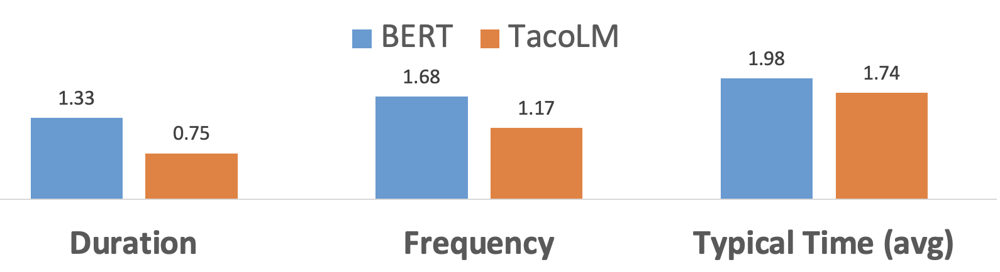 BERT TacoLM
1.33 0.75 1.68 1.17 1.98 1.74
Duration Frequency Typical Time (avg)